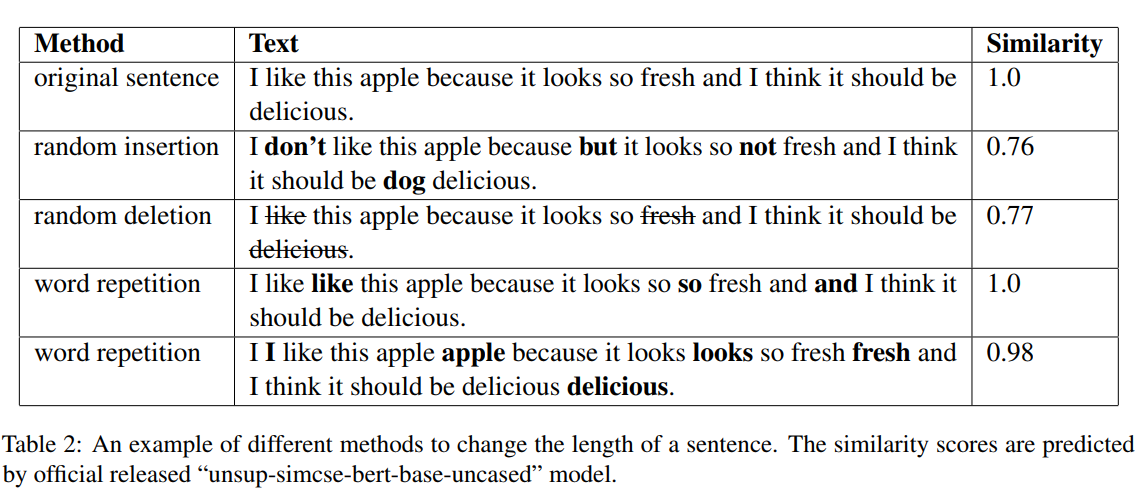 Method Text Similarity
original sentence I like this apple because it looks so fresh and I think it should be 1.0
delicious.
random insertion I don’t like this apple because but it looks so not fresh and I think 0.76
it should be dog delicious.
random deletion I like this apple because it looks so fresh and I think it should be 0.77
delicious.
word repetition I like like this apple because it looks so so fresh and and I think it 1.0
should be delicious.
word repetition I I like this apple apple because it looks looks so fresh fresh and 0.98
I think it should be delicious delicious.
Table 2: An example of different methods to change the length of a sentence. The similarity scores are predicted
by official released “unsup-simcse-bert-base-uncased” model.